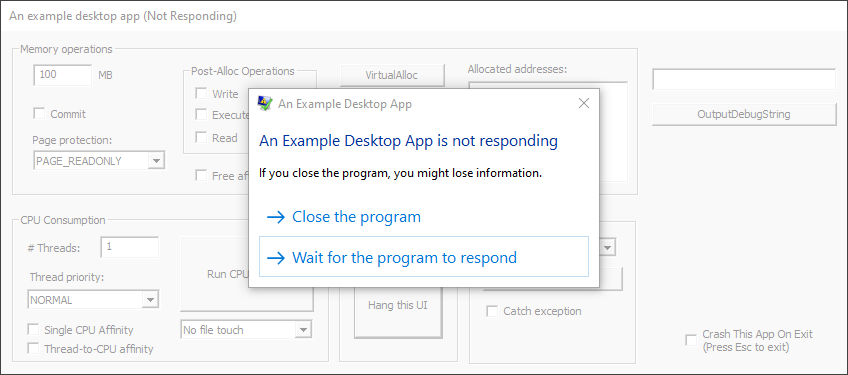 An example desktop app (Not Responding)
Memory operations
100
MB
Commit
Page protection:
PAGE_READONLY
Post-Alloc Operations
Write
Execute
Read
Free af
VirtualAlloc
Allocated addresses:
OutputDebugString
An Example Desktop App
An Example Desktop App is not responding
If you close the program, you might lose information.
Close the program
Wait for the program to respond
CPU Consumption
# Threads:
1
Thread priority:
NORMAL
Single CPU Affinity
Thread-to-CPU affinity
Run CPU
No file touch
Hang this UI
Catch exception
Crash This App On Exit
(Press Esc to exit)